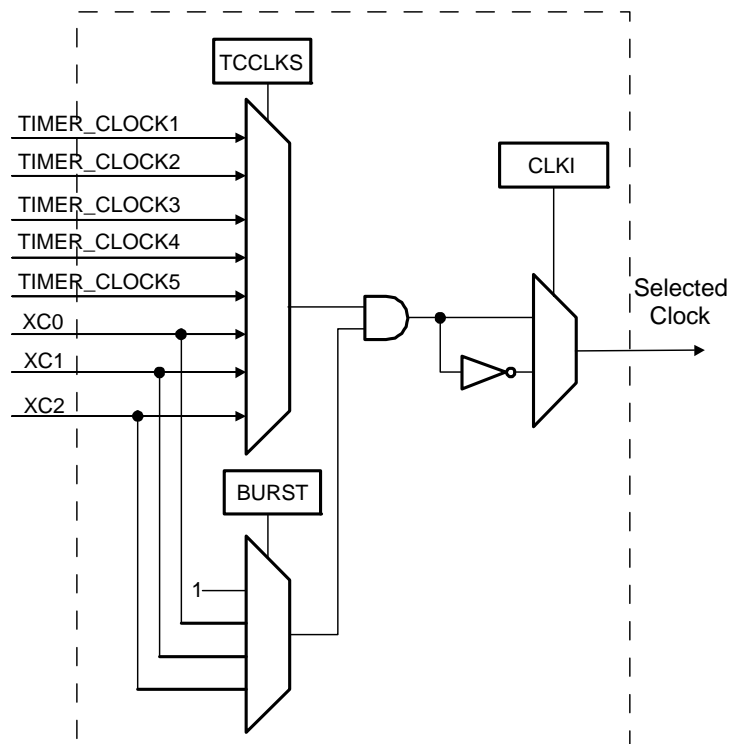 TCCLKS
TIMER_CLOCK1
TIMER_CLOCK2
CLKI
TIMER_CLOCK3
TIMER_CLOCK4
TIMER_CLOCK5
Selected
Clock
XC0
XC1
XC2
BURST
1